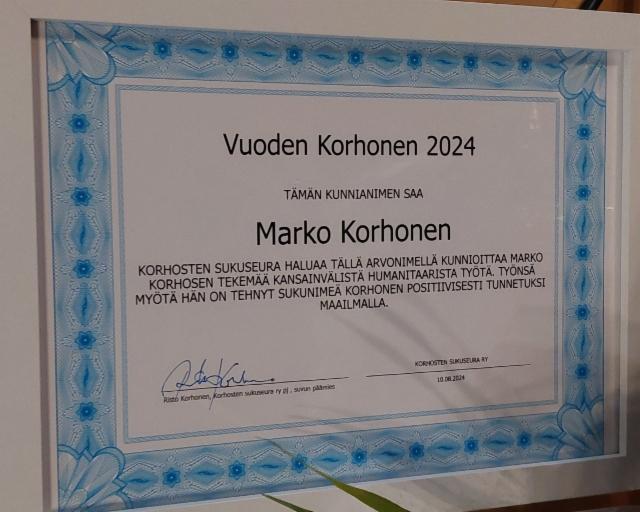 Vuoden Korhonen 2024
TÄMÄN KUNNIANIMEN SAA
Marko Korhonen
KORHOSTEN SUKUSEURA HALUAA TÄLLÄ ARVONIMELLÄ KUNNIOITTAA MARKO
KORHOSEN TEKEMÄÄ KANSAINVÄLISTÄ HUMANITAARISTA TYÖTÄ. TYÖNSÄ
MYÖTÄ HÄN ON TEHNYT SUKUNIMEÄ KORHONEN POSITIIVISESTI TUNNETUKSI
MAAILMALLA.
Risto Korhonen
Risto Korhonen, Korhosten sukuseura ry pj , suvun päämies
KORHOSTEN SUKUSEURA RY
10.08.2024